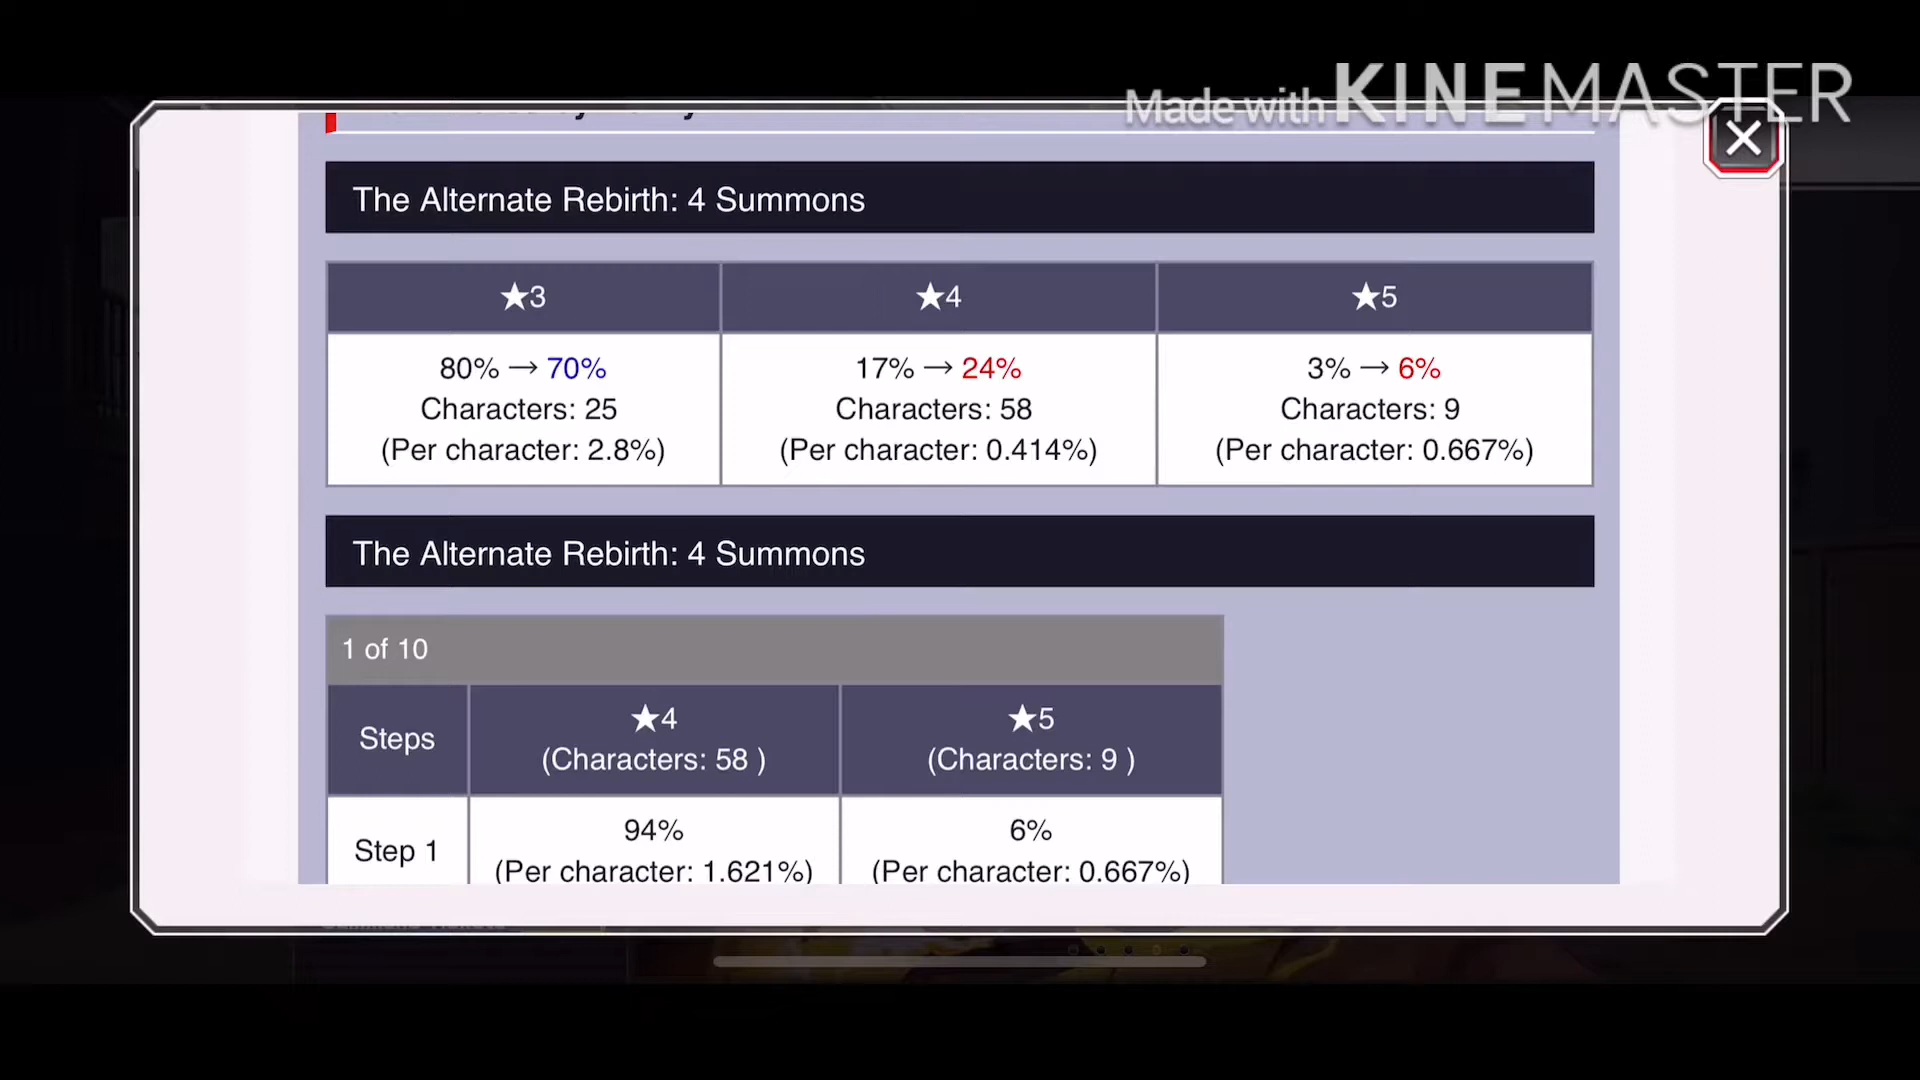 Made with KINEMASTER
The Alternate Rebirth: 4 Summons
★3 ★4 ★5
80% → 70% 17% → 24% 3% → 6%
Characters: 25 Characters: 58 Characters: 9
(Per character: 2.8%) (Per character: 0.414%) (Per character: 0.667%)
The Alternate Rebirth: 4 Summons
1 of 10
Steps ★4 ★5
(Characters: 58 ) (Characters: 9 )
Step 1 94% 6%
(Per character: 1.621%) (Per character: 0.667%)